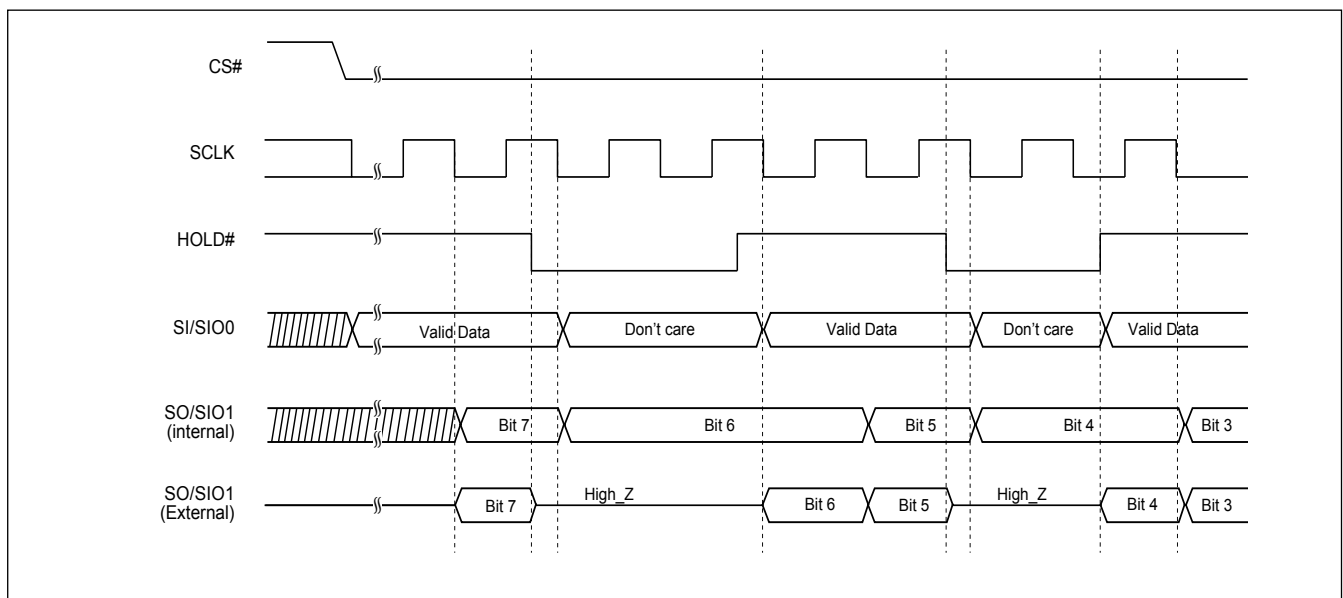 CS#
SCLK
HOLD#
SI/SIO0
Valid Data
Don’t care
Valid Data
Don’t care
Valid Data
SO/SIO1
(internal)
Bit 7
Bit 6
Bit 5
Bit 4
Bit 3
SO/SIO1
(External)
Bit 7
High_Z
Bit 6
Bit 5
High_Z
Bit 4
Bit 3